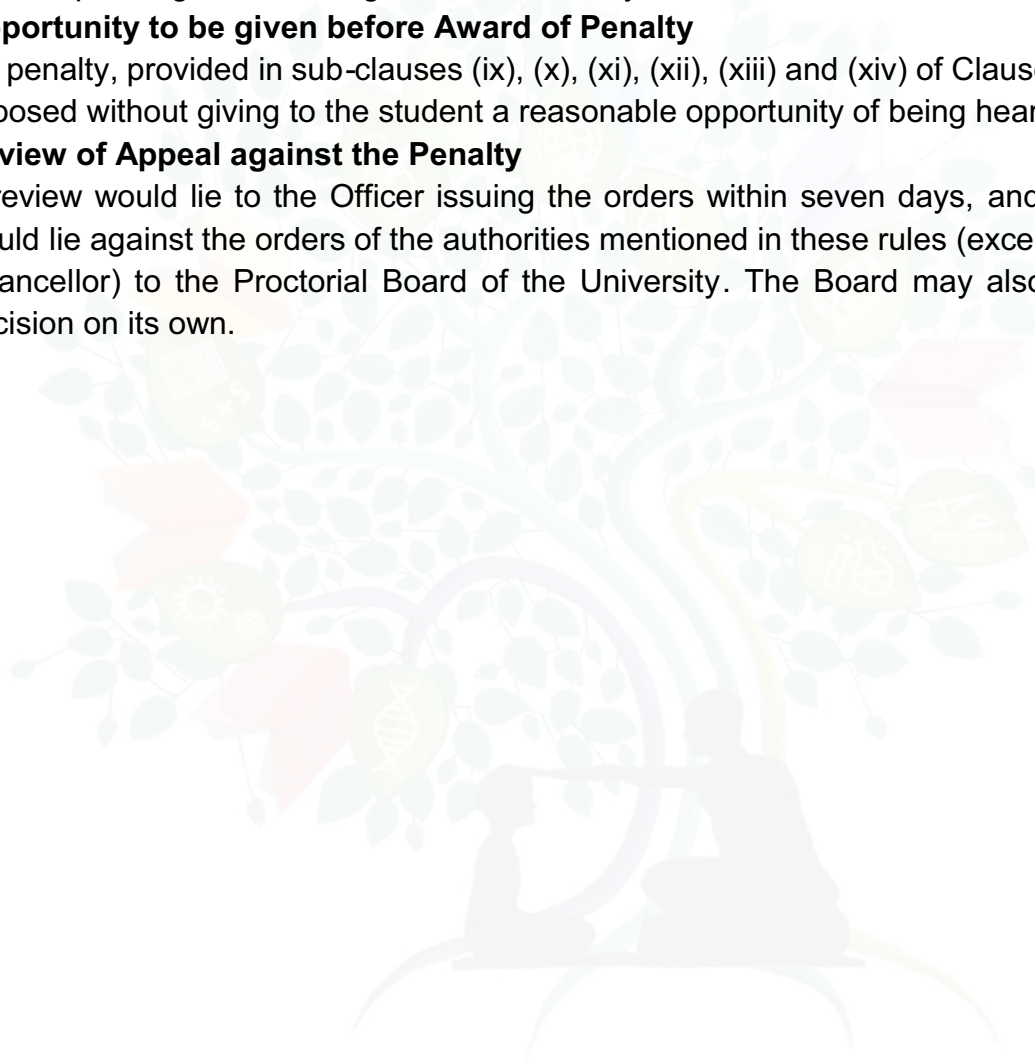 pportunity to be given before Award of Penalty
penalty, provided in sub-clauses (ix), (x), (xi), (xii), (xiii) and (xiv) of Claus
posed without giving to the student a reasonable opportunity of being hear
view of Appeal against the Penalty
review would lie to the Officer issuing the orders within seven days, and
uld lie against the orders of the authorities mentioned in these rules (exce
ancellor) to the Proctorial Board of the University. The Board may also
cision on its own.